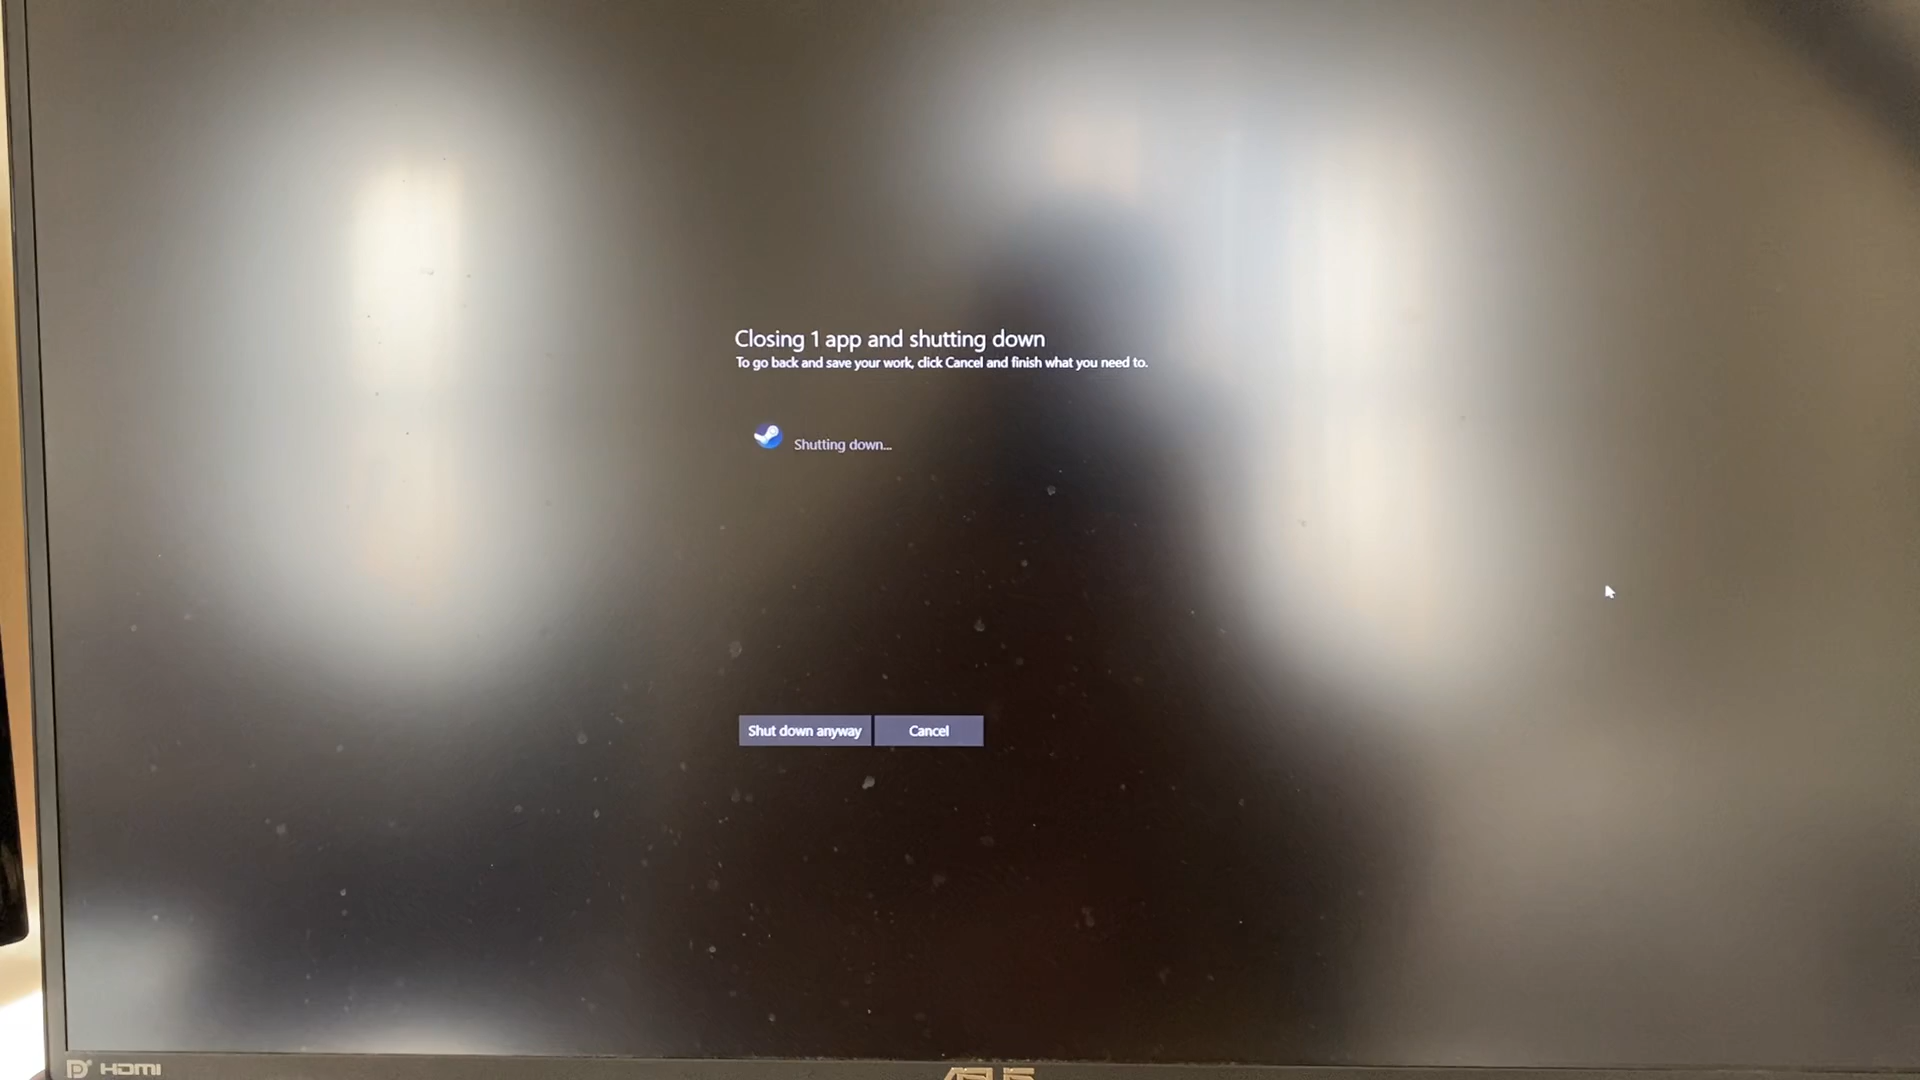 Closing 1 app and shutting down
To go back and save your work, click Cancel and finish what you need to.
Shutting down...
Shut down anyway
Cancel
HDMI
ASUS